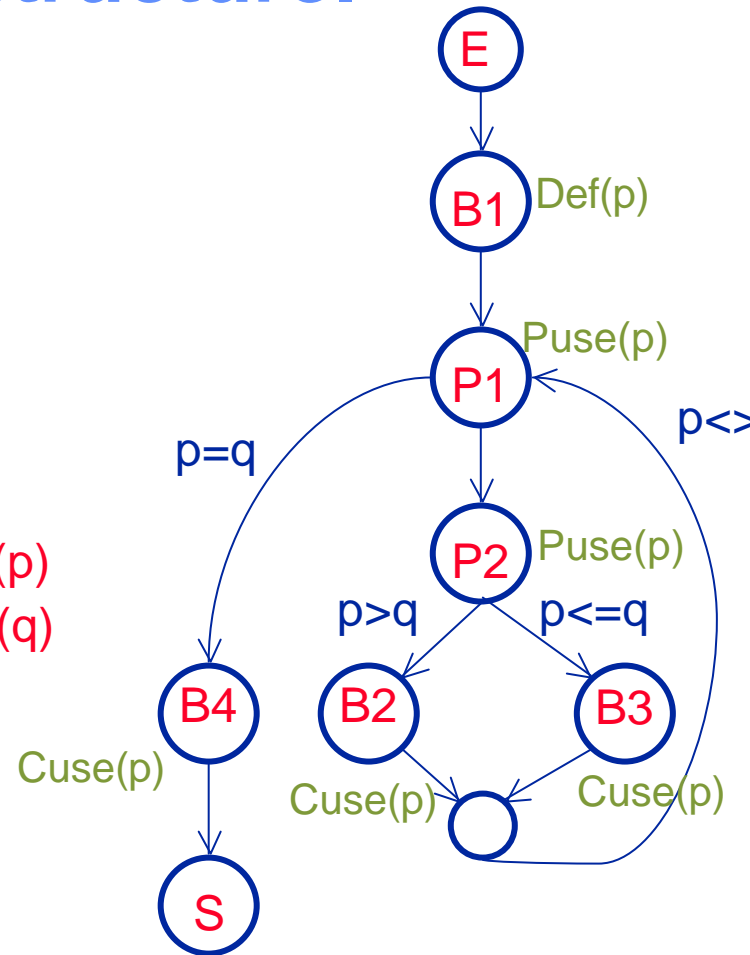 E
B1
Def(p)
Puse(p)
P1
p<>
p=q
P2
Puse(p)
(p)
(q)
p>q
p<=q
B4
B2
B3
Cuse(p)
Cuse(p)
Cuse(p)
S